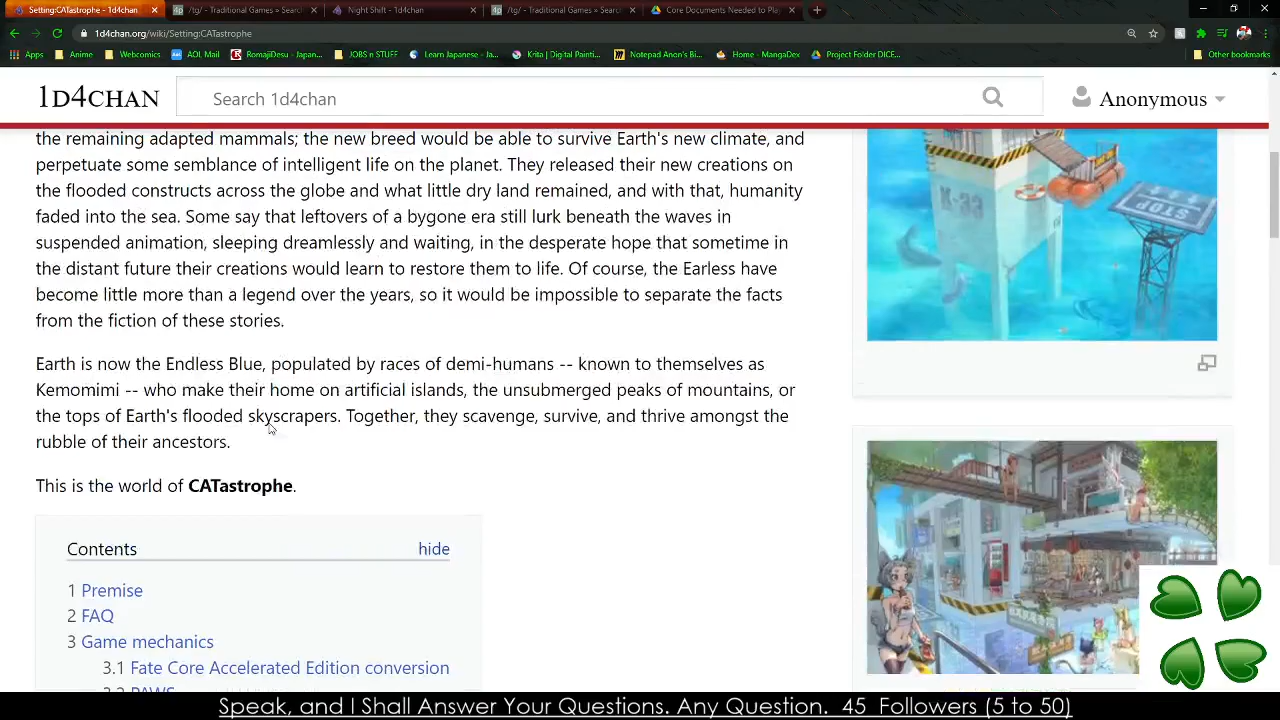 Setting:CATastrophe - 1d4chan
/tg/ - Traditional Games » Searc
Night Shift - 1d4chan
/tg/ - Traditional Games » Search
Core Documents Needed to Pla
1d4chan.org/wiki/Setting:CATastrophe
Apps
Anime
Webcomics
AOL Mail
RomajiDesu - Japan...
JOBS n STUFF
Learn Japanese - Ja...
Krita | Digital Painti...
Notepad Anon's Bi...
Home - MangaDex
Project Folder DICE...
Other bookmarks
1D4CHAN
Search 1d4chan
Anonymous
the remaining adapted mammals; the new breed would be able to survive Earth's new climate, and
perpetuate some semblance of intelligent life on the planet. They released their new creations on
the flooded constructs across the globe and what little dry land remained, and with that, humanity
faded into the sea. Some say that leftovers of a bygone era still lurk beneath the waves in
suspended animation, sleeping dreamlessly and waiting, in the desperate hope that sometime in
the distant future their creations would learn to restore them to life. Of course, the Earless have
become little more than a legend over the years, so it would be impossible to separate the facts
from the fiction of these stories.
Earth is now the Endless Blue, populated by races of demi-humans -- known to themselves as
Kemomimi -- who make their home on artificial islands, the unsubmerged peaks of mountains, or
the tops of Earth's flooded skyscrapers. Together, they scavenge, survive, and thrive amongst the
rubble of their ancestors.
This is the world of CATastrophe.
Contents
hide
1 Premise
2 FAQ
3 Game mechanics
3.1 Fate Core Accelerated Edition conversion
3.2 PAWS
K-33
STOP
Speak, and I Shall Answer Your Questions. Any Question. 45 Followers (5 to 50)